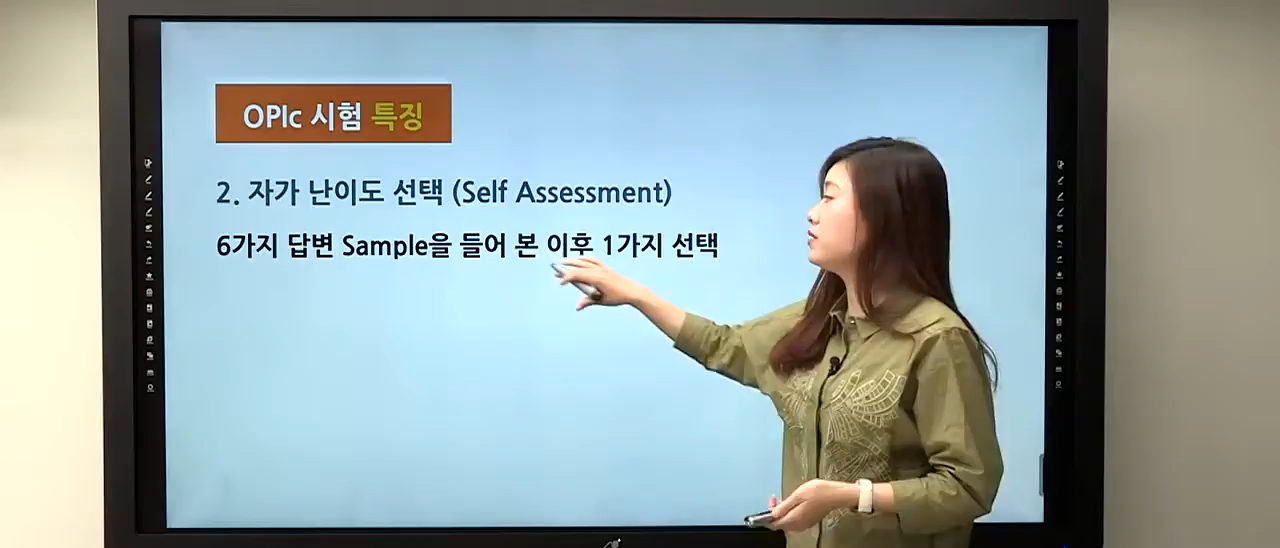 OPIc 시험 특징
2. 자가 난이도 선택 (Self Assessment)
6가지 답변 Sample을 들어 본 이후 1가지 선택